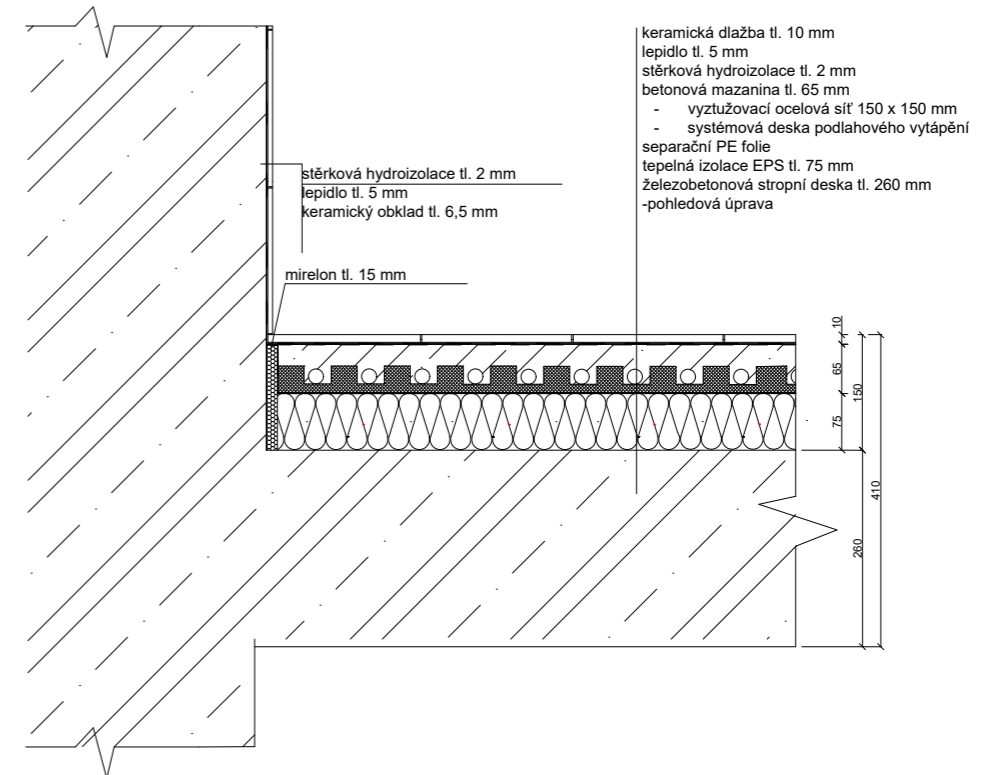 keramická dlažba tl. 10 mm
lepidlo tl. 5 mm
stěrková hydroizolace tl. 2 mm
betonová mazanina tl. 65 mm
- vyztužovací ocelová síť 150 x 150 mm
- systémová deska podlahového vytápění
separační PE folie
tepelná izolace EPS tl. 75 mm
železobetonová stropní deska tl. 260 mm
-pohledová úprava
stěrková hydroizolace tl. 2 mm
lepidlo tl. 5 mm
keramický obklad tl. 6,5 mm
mirelon tl. 15 mm
10
65
75
150
260
410